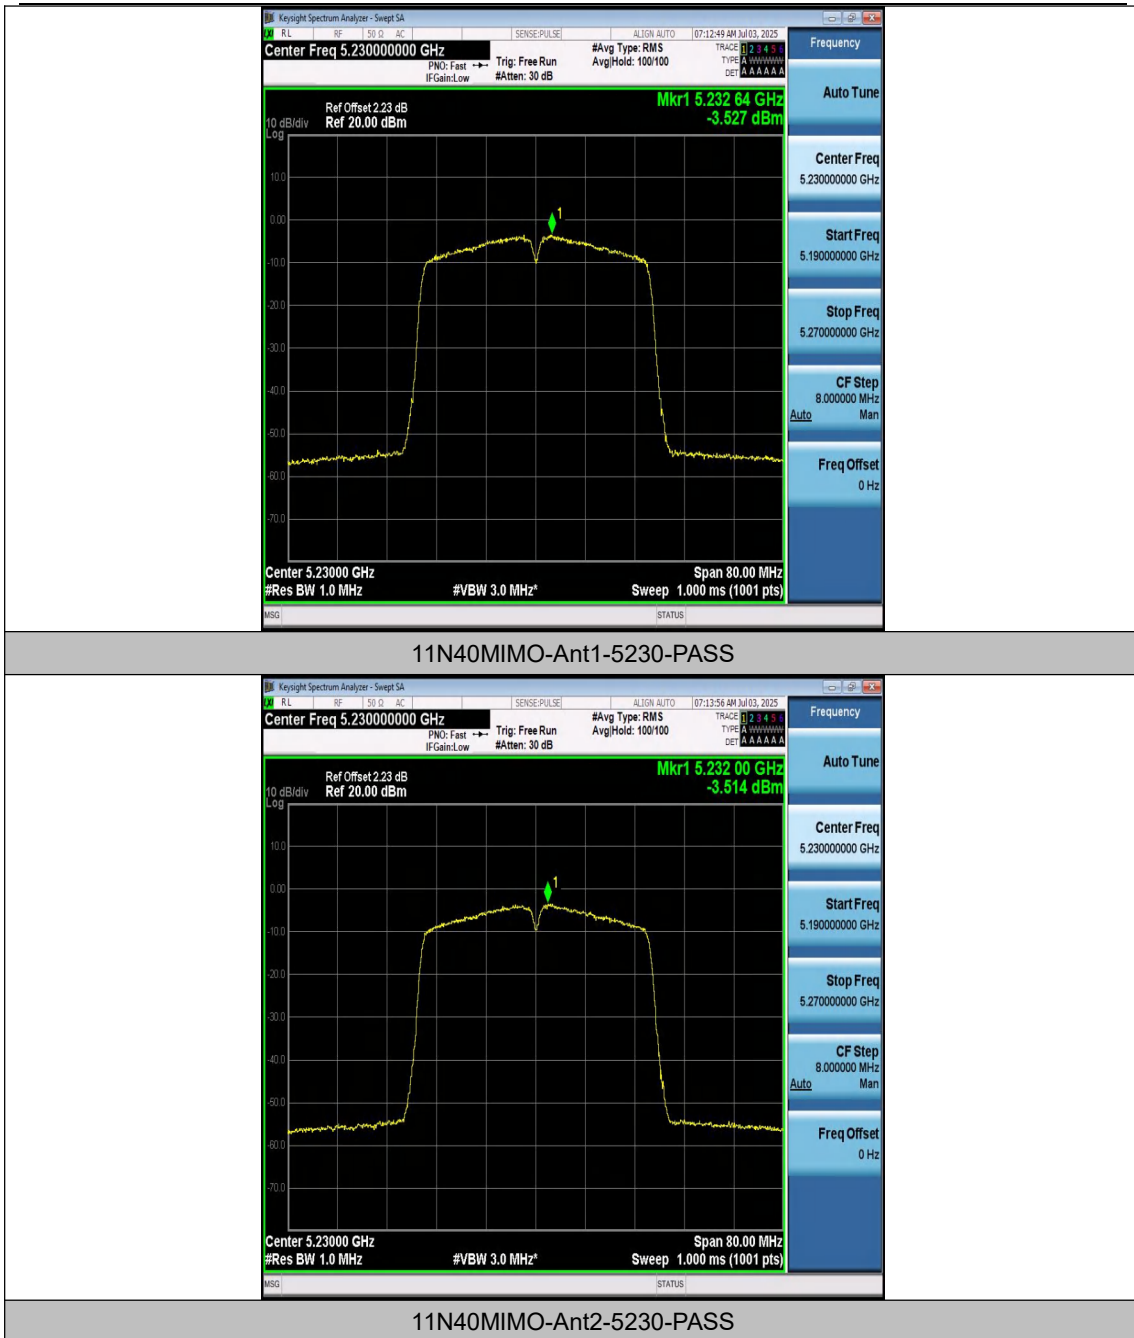 Keysight Spectrum Analyzer - Swept SA
RL RF 50 Ω AC SENSE:PULSE ALIGN AUTO 07:12:49 AM Jul 03, 2025
Center Freq 5.230000000 GHz #Avg Type: RMS TRACE 1 2 3 4 5 6
PNO: Fast Trig: Free Run Avg|Hold: 100/100 TYPE A WWWWW
IFGain:Low #Atten: 30 dB DET A A A A A A
Frequency
Auto Tune
Mkr1 5.232 64 GHz
Ref Offset 2.23 dB
10 dB/div Ref 20.00 dBm -3.527 dBm
Log
10.0
0.00
-10.0
-20.0
-30.0
-40.0
-50.0
-60.0
-70.0
1
Center Freq
5.230000000 GHz
Start Freq
5.190000000 GHz
Stop Freq
5.270000000 GHz
CF Step
8.000000 MHz
Auto Man
Freq Offset
0 Hz
Center 5.23000 GHz Span 80.00 MHz
#Res BW 1.0 MHz #VBW 3.0 MHz* Sweep 1.000 ms (1001 pts)
MSG STATUS
11N40MIMO-Ant1-5230-PASS
Keysight Spectrum Analyzer - Swept SA
RL RF 50 Ω AC SENSE:PULSE ALIGN AUTO 07:13:56 AM Jul 03, 2025
Center Freq 5.230000000 GHz #Avg Type: RMS TRACE 1 2 3 4 5 6
PNO: Fast Trig: Free Run Avg|Hold: 100/100 TYPE A WWWWW
IFGain:Low #Atten: 30 dB DET A A A A A A
Frequency
Auto Tune
Mkr1 5.232 00 GHz
Ref Offset 2.23 dB
10 dB/div Ref 20.00 dBm -3.514 dBm
Log
10.0
0.00
-10.0
-20.0
-30.0
-40.0
-50.0
-60.0
-70.0
1
Center Freq
5.230000000 GHz
Start Freq
5.190000000 GHz
Stop Freq
5.270000000 GHz
CF Step
8.000000 MHz
Auto Man
Freq Offset
0 Hz
Center 5.23000 GHz Span 80.00 MHz
#Res BW 1.0 MHz #VBW 3.0 MHz* Sweep 1.000 ms (1001 pts)
MSG STATUS
11N40MIMO-Ant2-5230-PASS